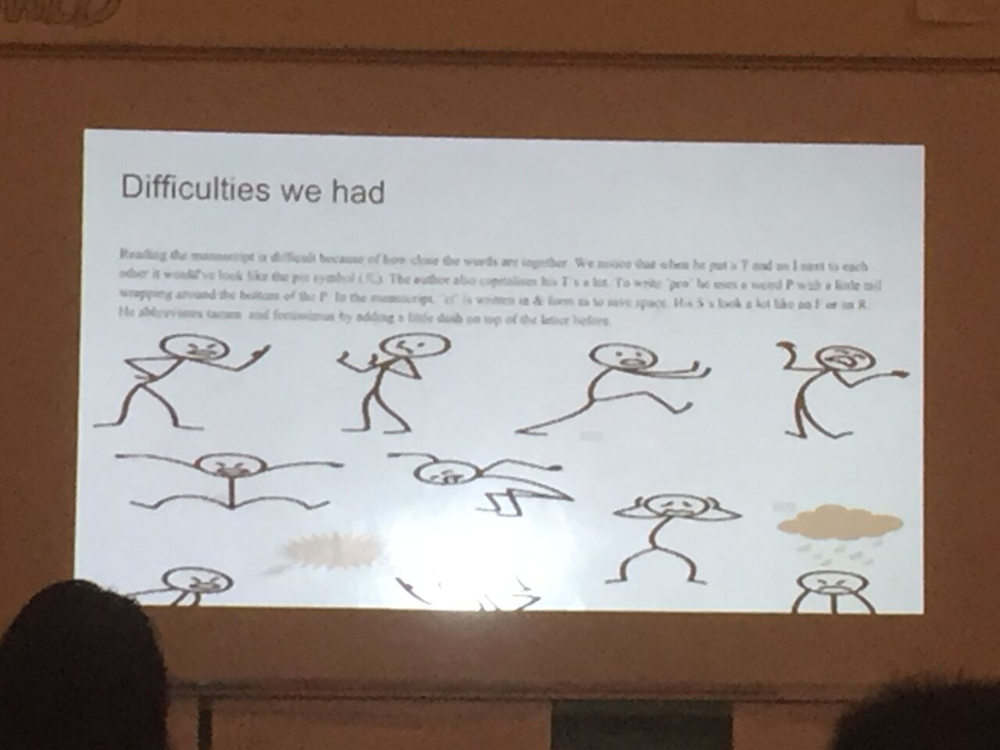 Difficulties we had
Reading the manuscript is difficult because of how close the words are together. We notice that when he put a T and an I next to each
other it would've look like the pie symbol ( ). The author also capitalises his T's a lot. To write "pro" he uses a weird P with a little tail
wrapping around the bottom of the P. In the manuscript, "et" is written in & form as to save space. His S's look a lot like an F or an R.
He abbreviates tamen and fortissimus by adding a little dash on top of the letter before.